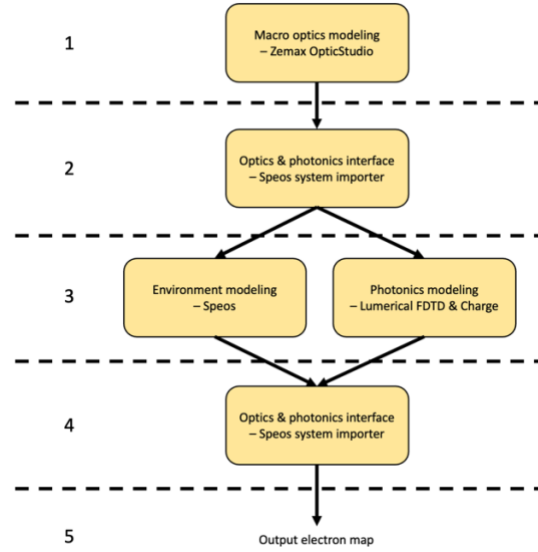 1
Macro optics modeling
– Zemax OpticStudio
2
Optics & photonics interface
– Speos system importer
3
Environment modeling
– Speos
Photonics modeling
– Lumerical FDTD & Charge
4
Optics & photonics interface
– Speos system importer
5
Output electron map